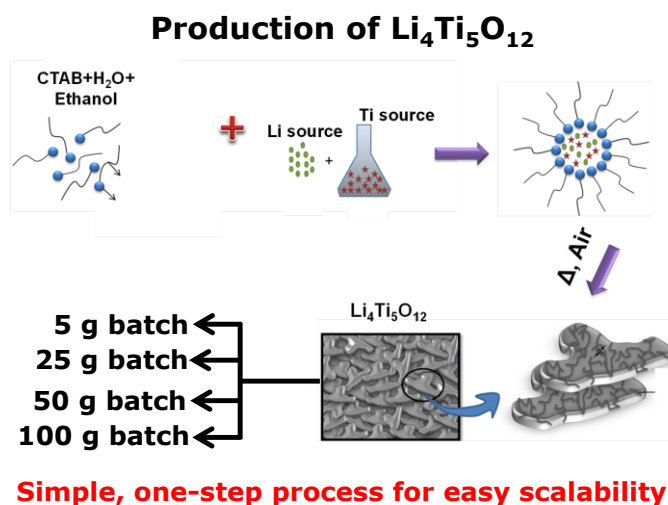 Production of Li₄Ti₅O₁₂
CTAB+H₂O+
Ethanol
Li source
+
Ti source
Δ, Air
Li₄Ti₅O₁₂
5 g batch
25 g batch
50 g batch
100 g batch
Simple, one-step process for easy scalability